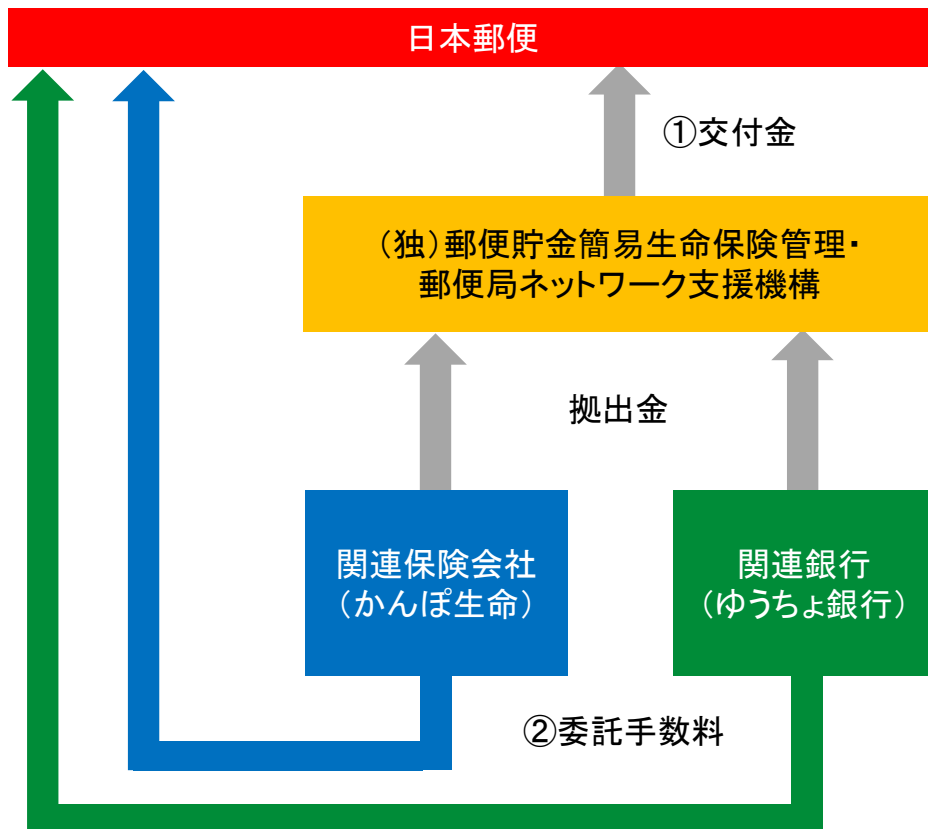 日本郵便
①交付金
（独）郵便貯金簡易生命保険管理・
郵便局ネットワーク支援機構
拠出金
関連保険会社
（かんぽ生命）
関連銀行
（ゆうちょ銀行）
②委託手数料